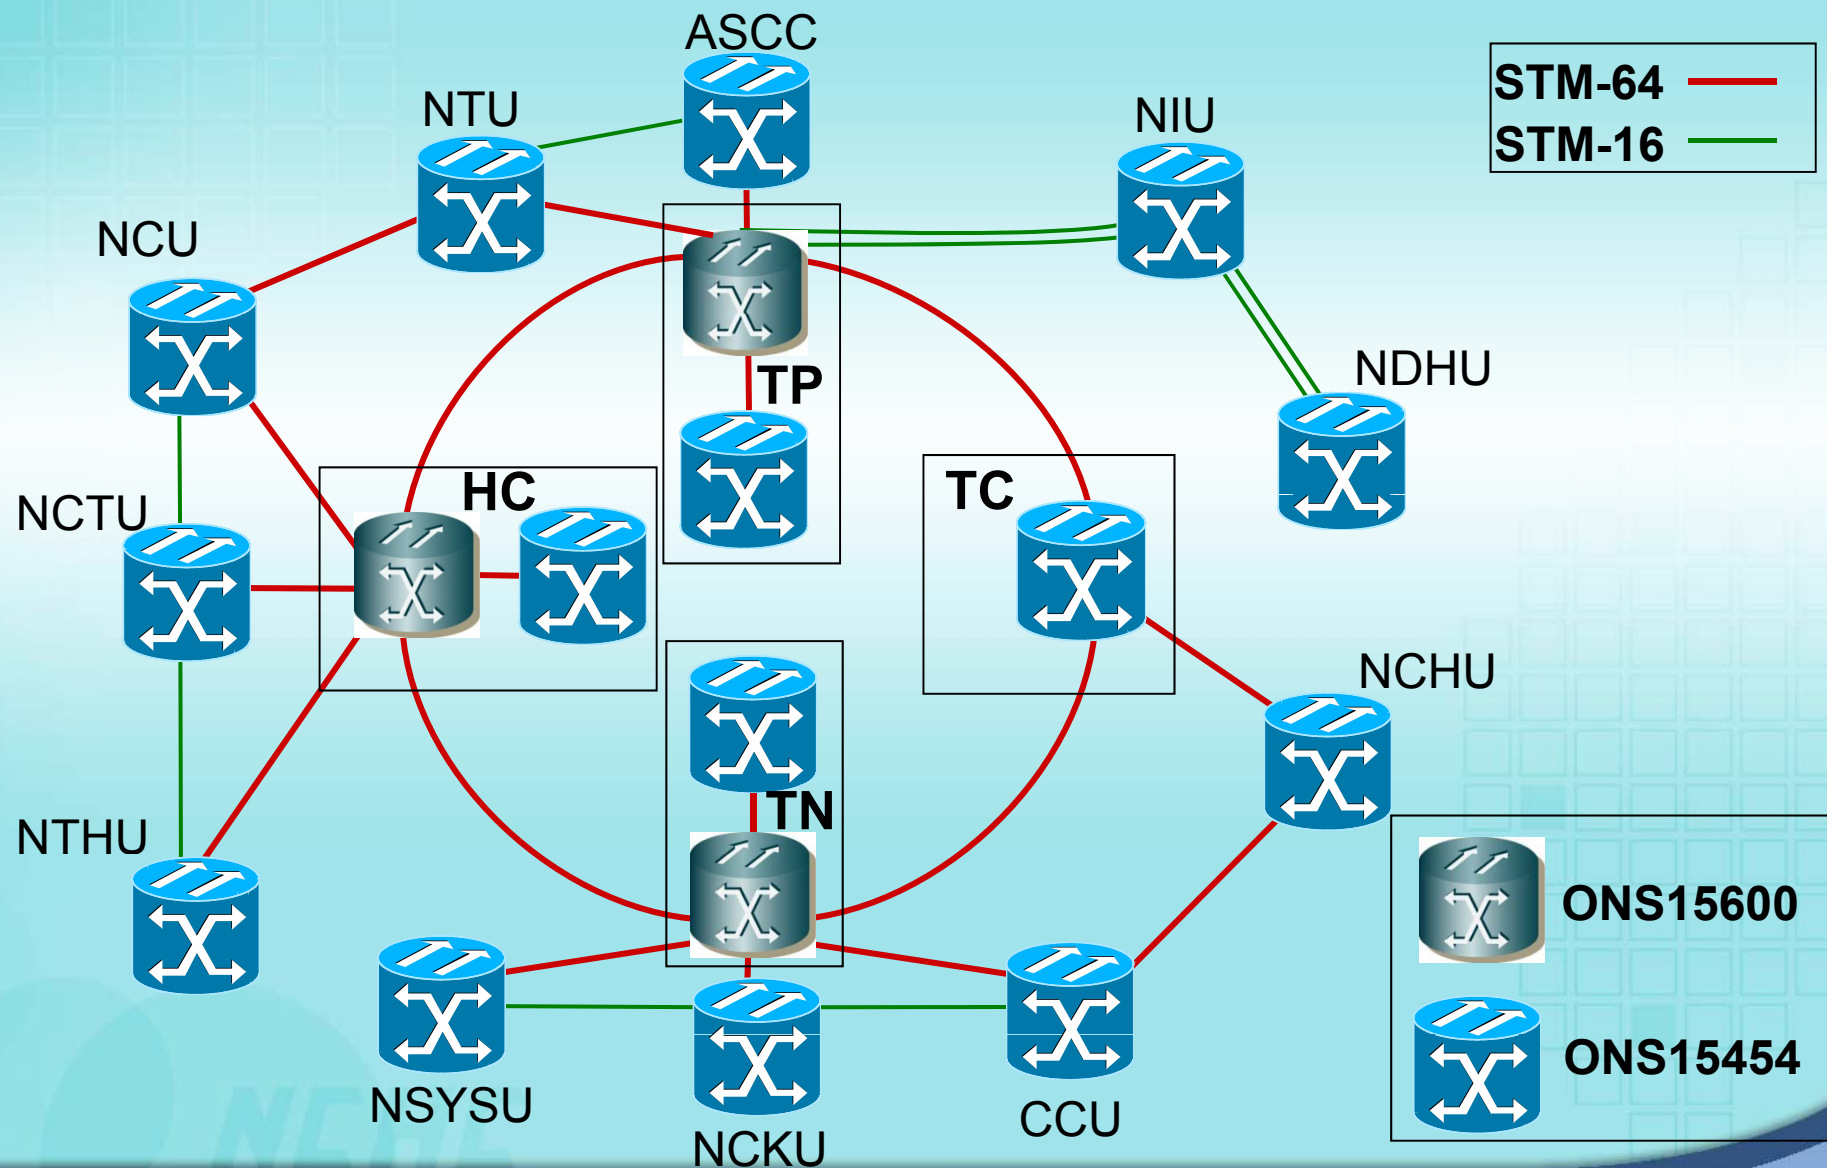 ASCC
NTU
NIU
STM-64
STM-16
NCU
TP
NDHU
HC
TC
NCTU
NCHU
TN
NTHU
ONS15600
ONS15454
NSYSU
NCKU
CCU